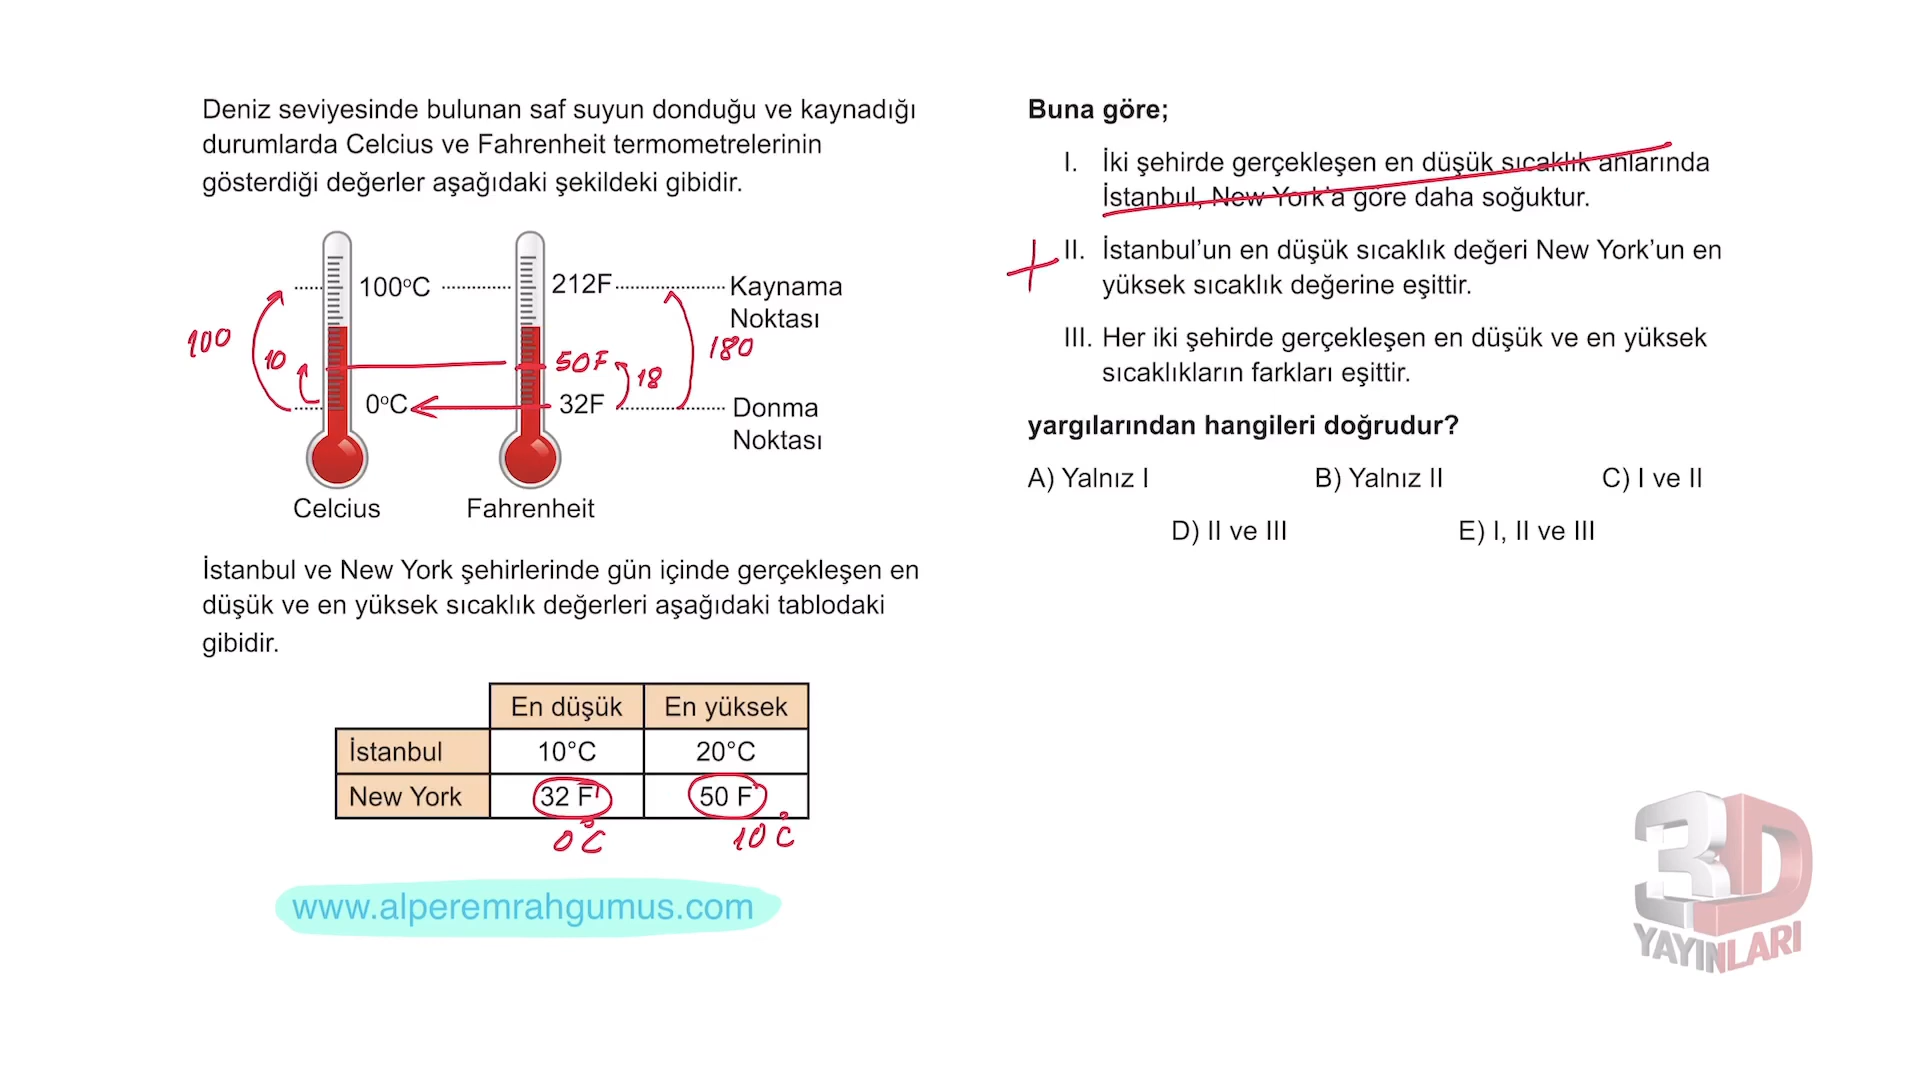 Deniz seviyesinde bulunan saf suyun donduğu ve kaynadığı
durumlarda Celcius ve Fahrenheit termometrelerinin
gösterdiği değerler aşağıdaki şekildeki gibidir.
100°C
212F
Kaynama
Noktası
100
10
50F
18
180
0°C
32F
Donma
Noktası
Celcius
Fahrenheit
İstanbul ve New York şehirlerinde gün içinde gerçekleşen en
düşük ve en yüksek sıcaklık değerleri aşağıdaki tablodaki
gibidir.
En düşük En yüksek
İstanbul 10°C 20°C
New York 32 F 50 F
0°C 10°C
www.alperemrahgumus.com
Buna göre;
I. İki şehirde gerçekleşen en düşük sıcaklık anlarında
İstanbul, New York'a göre daha soğuktur.
II. İstanbul'un en düşük sıcaklık değeri New York'un en
yüksek sıcaklık değerine eşittir.
III. Her iki şehirde gerçekleşen en düşük ve en yüksek
sıcaklıkların farkları eşittir.
yargılarından hangileri doğrudur?
A) Yalnız I B) Yalnız II C) I ve II
D) II ve III E) I, II ve III
3D
YAYINLARI